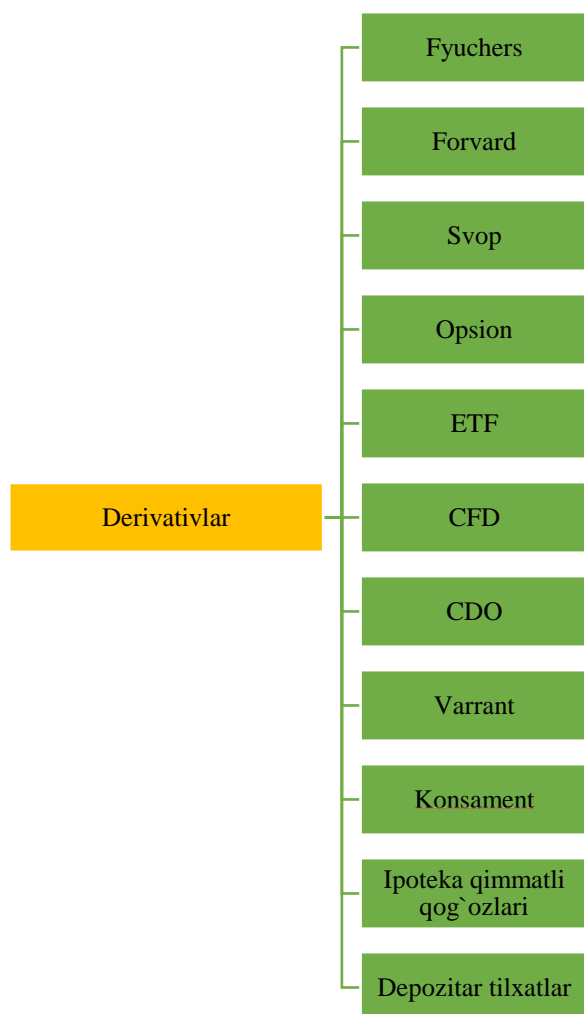 Fyuchers
Forvard
Svop
Opsion
ETF
Derivativlar
CFD
CDO
Varrant
Konsament
Ipoteka qimmatli
qog`ozlari
Depozitar tilxatlar